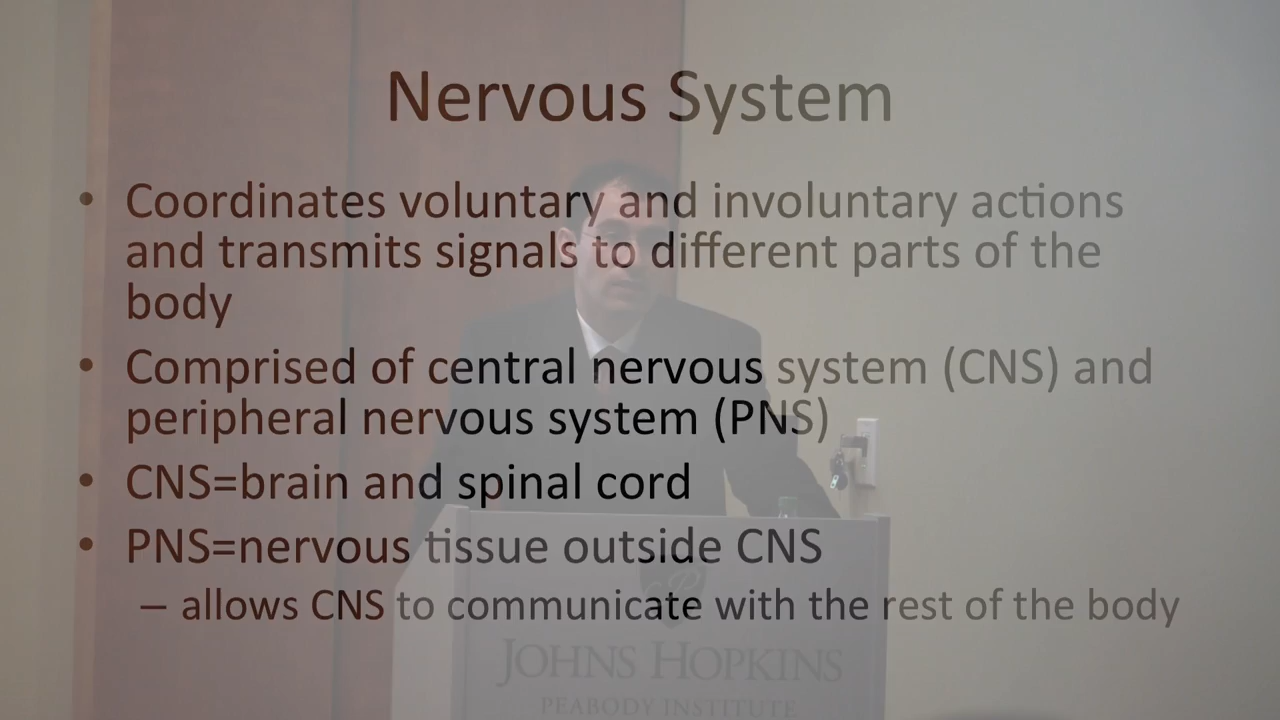 Nervous System
• Coordinates voluntary and involuntary actions
and transmits signals to different parts of the
body
• Comprised of central nervous system (CNS) and
peripheral nervous system (PNS)
• CNS=brain and spinal cord
• PNS=nervous tissue outside CNS
– allows CNS to communicate with the rest of the body
JOHNS HOPKINS
PEABODY INSTITUTE